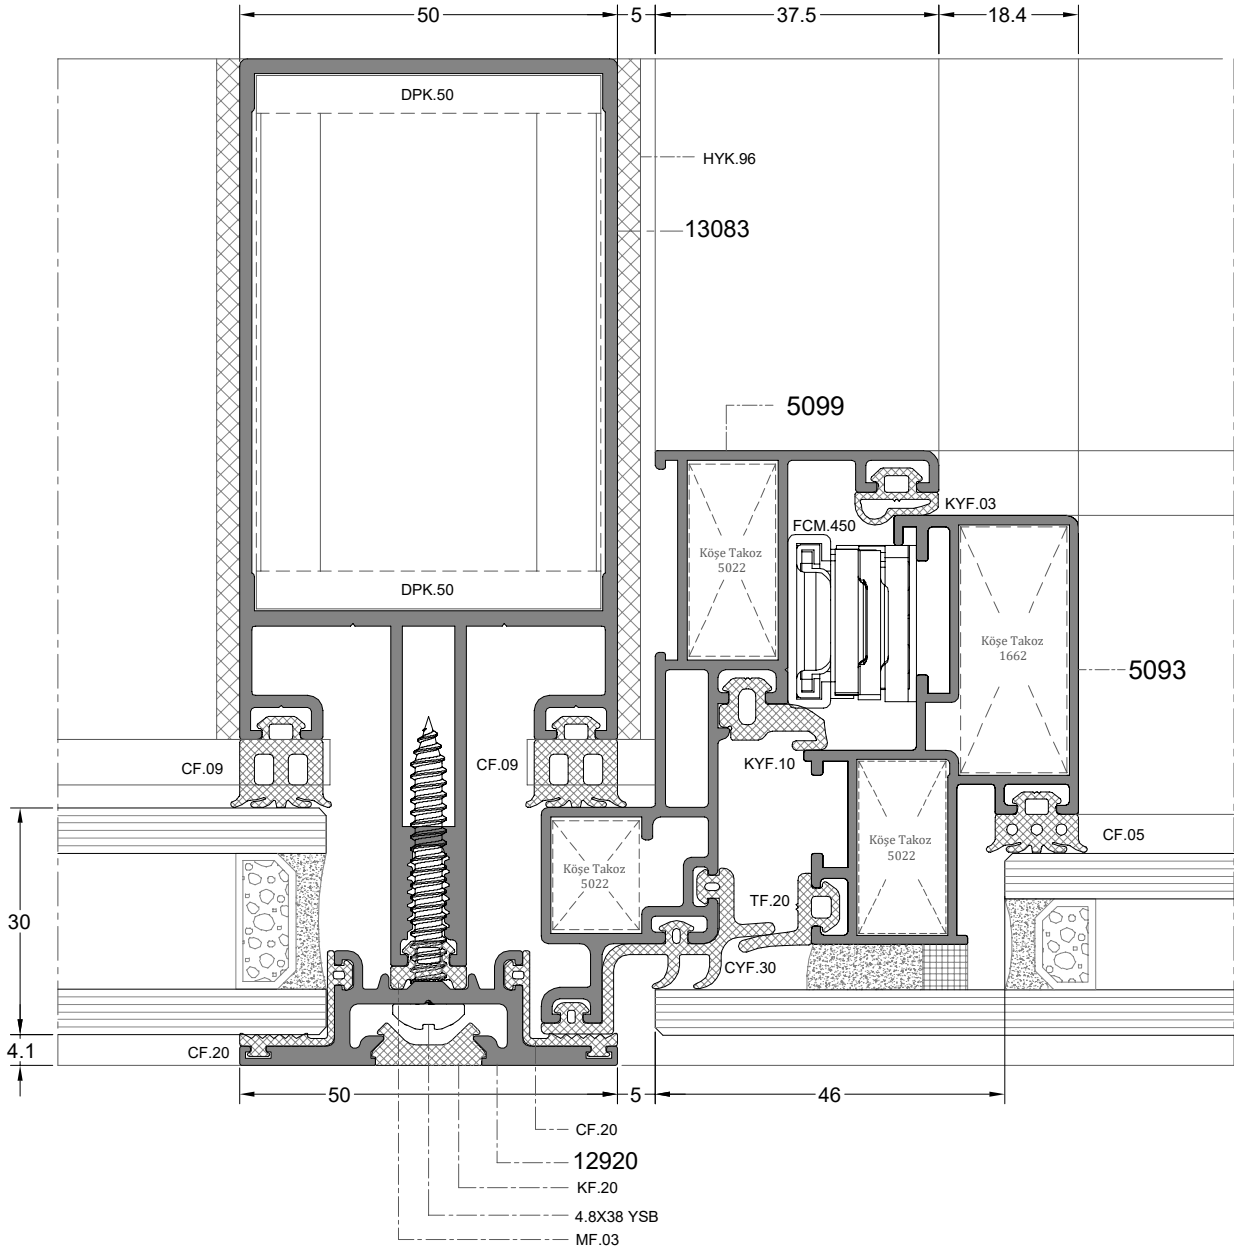 50
5
37.5
18.4
DPK.50
HYK.96
13083
5099
KYF.03
FCM.450
Köşe Takoz
5022
DPK.50
Köşe Takoz
1662
5093
CF.09
CF.09
KYF.10
CF.05
Köşe Takoz
5022
Köşe Takoz
5022
TF.20
30
CYF.30
4.1
CF.20
50
5
46
CF.20
12920
KF.20
4.8X38 YSB
MF.03